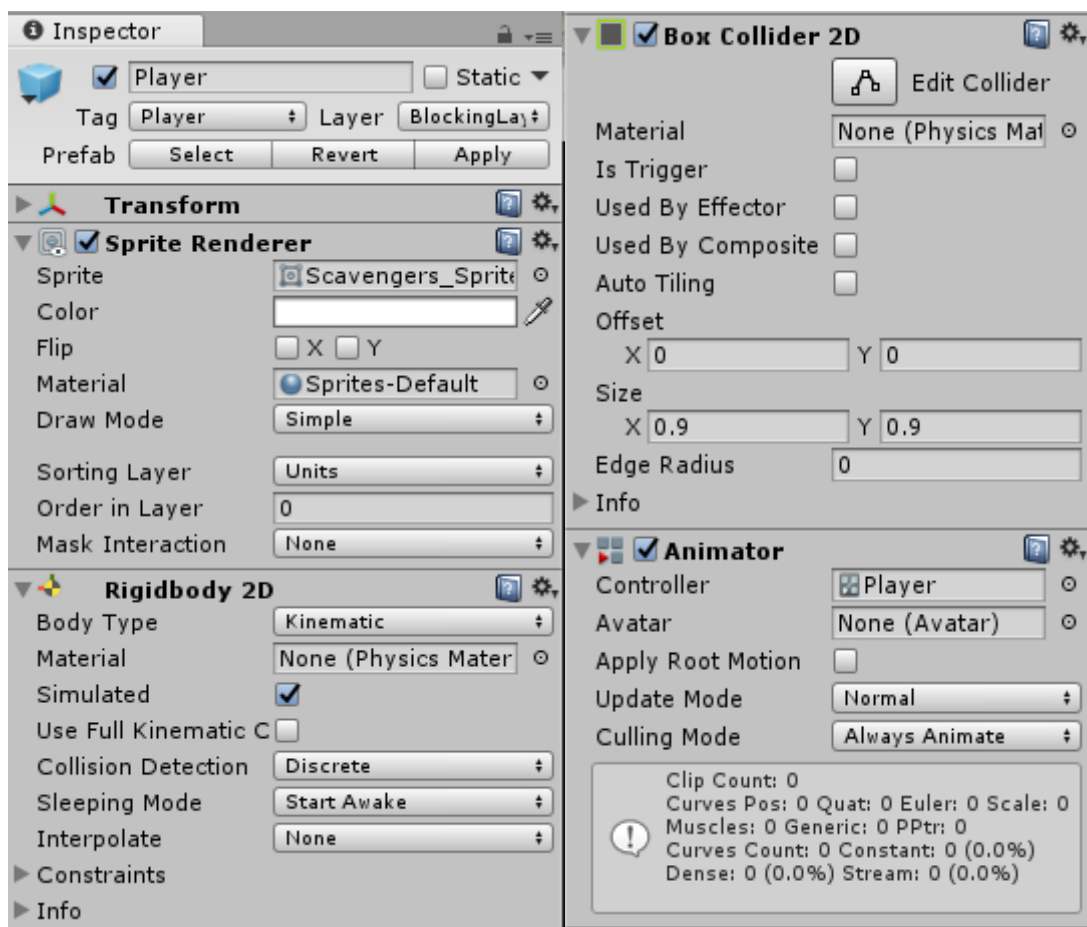 Inspector
Player Static
Tag Player Layer BlockingLay
Prefab Select Revert Apply
Transform
Sprite Renderer
Sprite Scavengers_Sprite
Color
Flip X Y
Material Sprites-Default
Draw Mode Simple
Sorting Layer Units
Order in Layer 0
Mask Interaction None
Rigidbody 2D
Body Type Kinematic
Material None (Physics Mater
Simulated
Use Full Kinematic C
Collision Detection Discrete
Sleeping Mode Start Awake
Interpolate None
Constraints
Info
Box Collider 2D
Edit Collider
Material None (Physics Mat
Is Trigger
Used By Effector
Used By Composite
Auto Tiling
Offset
X 0 Y 0
Size
X 0.9 Y 0.9
Edge Radius 0
Info
Animator
Controller Player
Avatar None (Avatar)
Apply Root Motion
Update Mode Normal
Culling Mode Always Animate
Clip Count: 0
Curves Pos: 0 Quat: 0 Euler: 0 Scale: 0
Muscles: 0 Generic: 0 PPtr: 0
Curves Count: 0 Constant: 0 (0.0%)
Dense: 0 (0.0%) Stream: 0 (0.0%)